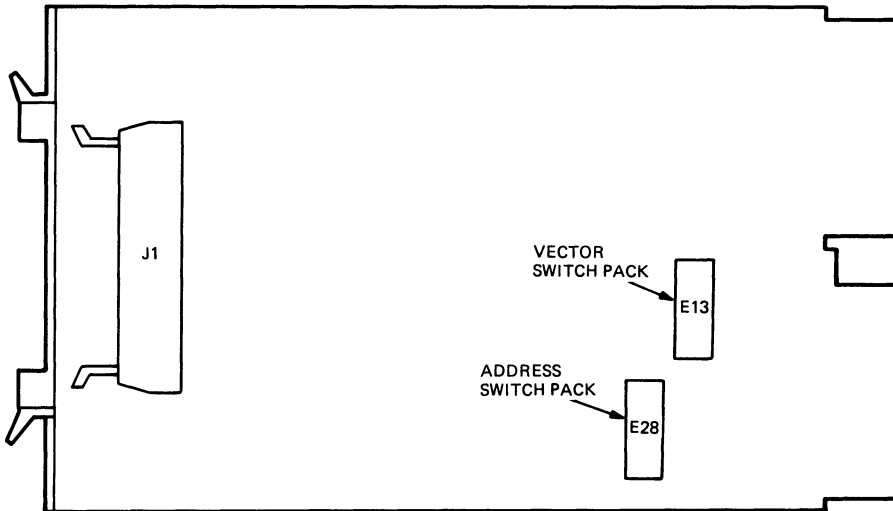 J1
VECTOR
SWITCH PACK
E13
ADDRESS
SWITCH PACK
E28